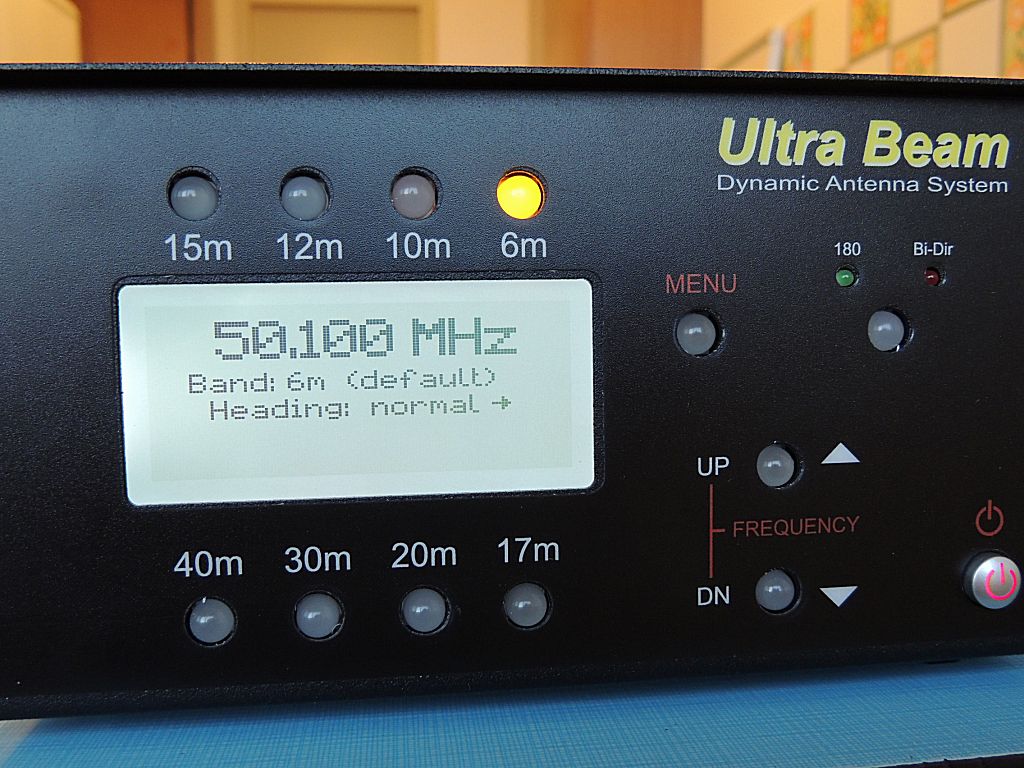 Ultra Beam
Dynamic Antenna System
15m 12m 10m 6m
180 Bi-Dir
MENU
50.100 MHz
Band: 6m (default)
Heading: normal →
UP
FREQUENCY
DN
40m 30m 20m 17m